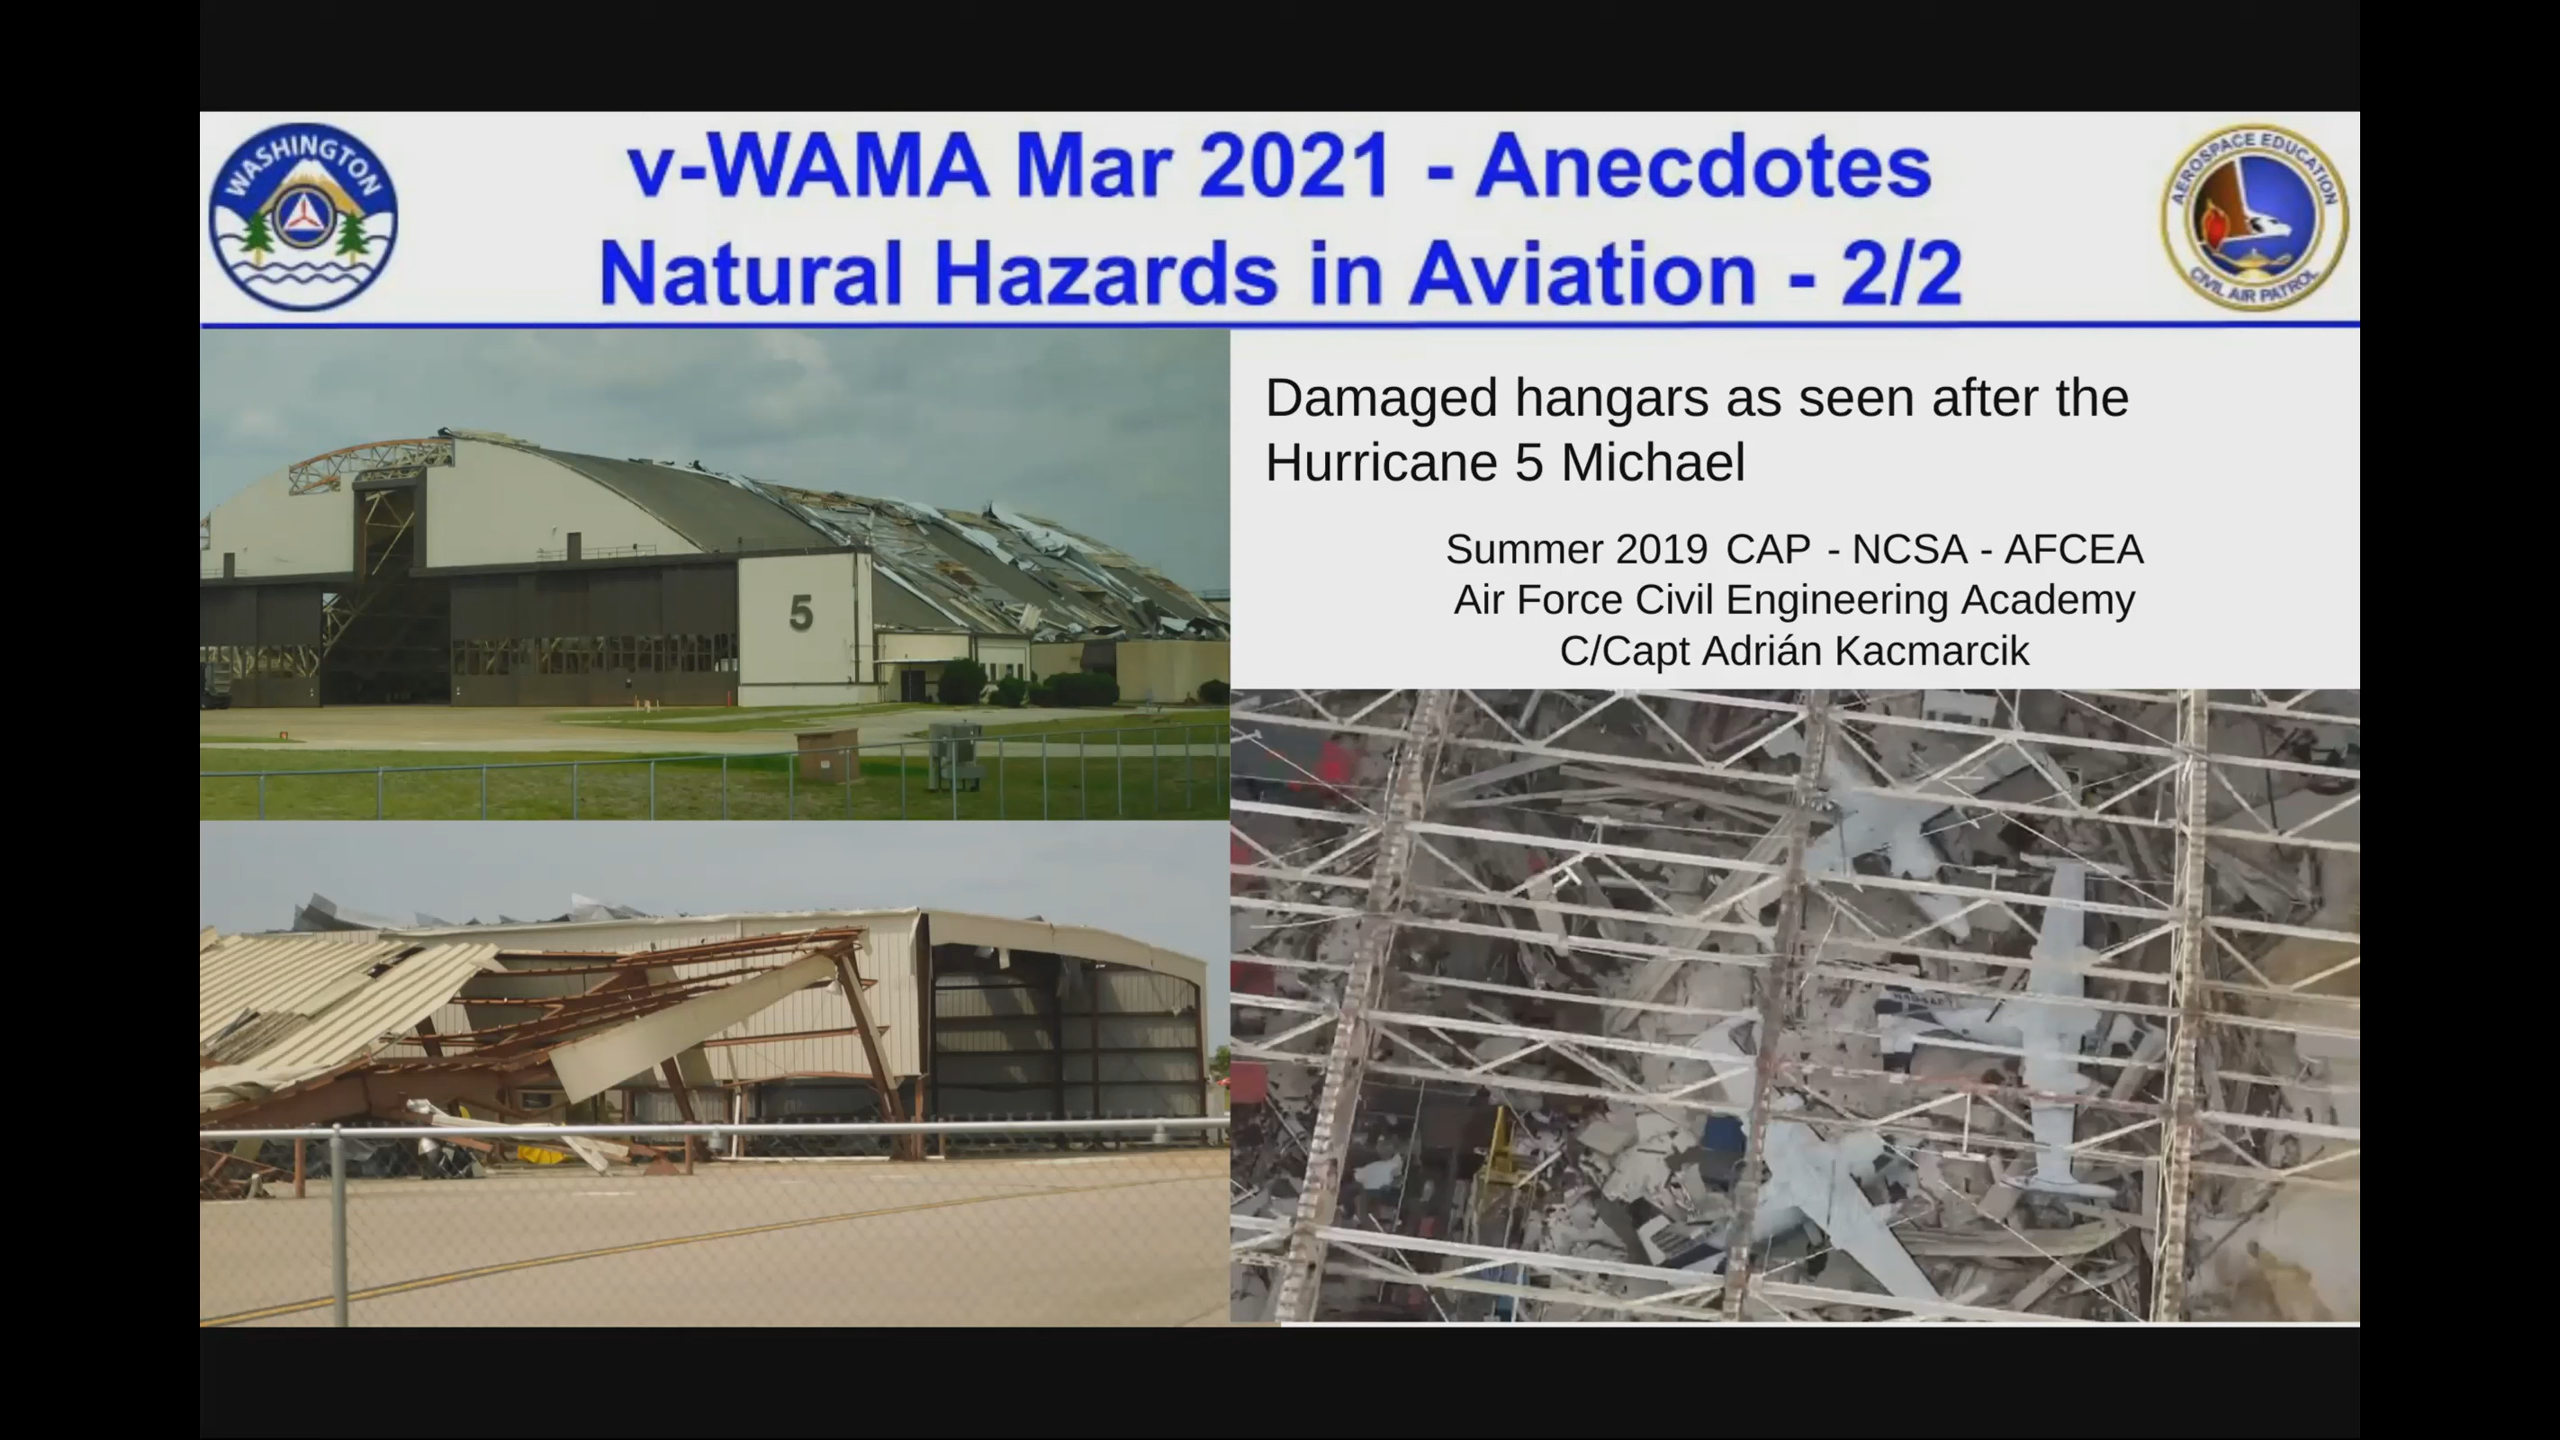 WASHINGTON
v-WAMA Mar 2021 - Anecdotes
Natural Hazards in Aviation - 2/2
AEROSPACE EDUCATION
CIVIL AIR PATROL
Damaged hangars as seen after the
Hurricane 5 Michael
Summer 2019 CAP - NCSA - AFCEA
Air Force Civil Engineering Academy
C/Capt Adrián Kacmarcik
5